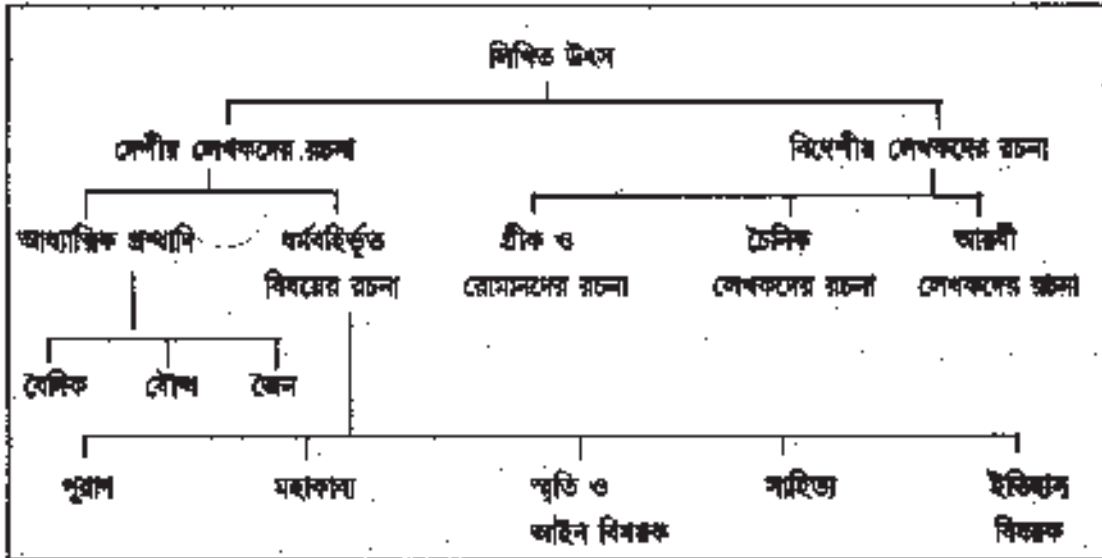 লিখিত উৎস
দেশীয় লেখকদের রচনা বিদেশীয় লেখকদের রচনা
আধ্যাত্মিক গ্রন্থাদি ধর্মবহির্ভূত গ্রীক ও চৈনিক আরবী
বিষয়ের রচনা রোমানদের রচনা লেখকদের রচনা লেখকদের রচনা
বৈদিক বৌদ্ধ জৈন
পুরাণ মহাকাব্য স্মৃতি ও সাহিত্য ইতিহাস
আইন বিষয়ক বিষয়ক